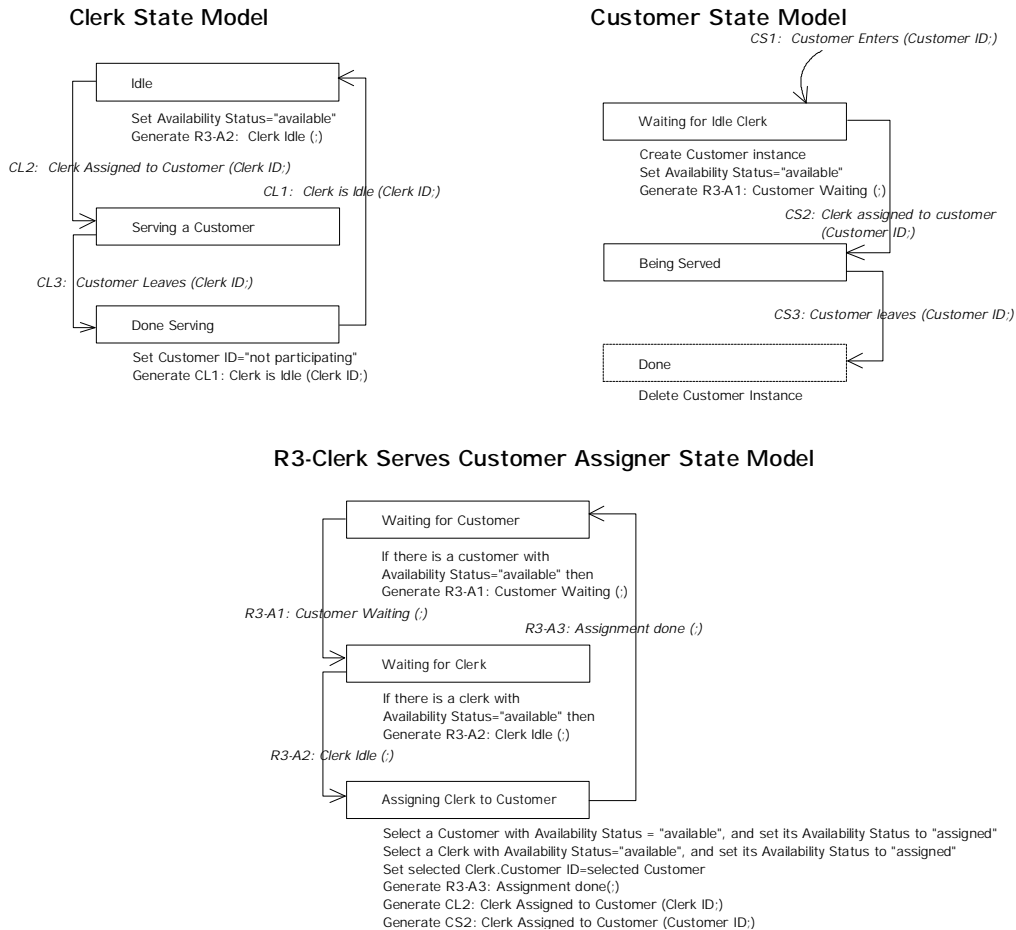 Clerk State Model
Idle
Set Availability Status="available"
Generate R3-A2:  Clerk Idle (;)
CL2:  Clerk Assigned to Customer (Clerk ID;)
CL1:  Clerk is Idle (Clerk ID;)
Serving a Customer
CL3:  Customer Leaves (Clerk ID;)
Done Serving
Set Customer ID="not participating"
Generate CL1: Clerk is Idle (Clerk ID;)
Customer State Model
CS1:  Customer Enters (Customer ID;)
Waiting for Idle Clerk
Create Customer instance
Set Availability Status="available"
Generate R3-A1: Customer Waiting (;)
CS2: Clerk assigned to customer
(Customer ID;)
Being Served
CS3: Customer leaves (Customer ID;)
Done
Delete Customer Instance
R3-Clerk Serves Customer Assigner State Model
Waiting for Customer
If there is a customer with
Availability Status="available" then
Generate R3-A1: Customer Waiting (;)
R3-A1: Customer Waiting (;)
R3-A3: Assignment done (;)
Waiting for Clerk
If there is a clerk with
Availability Status="available" then
Generate R3-A2: Clerk Idle (;)
R3-A2: Clerk Idle (;)
Assigning Clerk to Customer
Select a Customer with Availability Status = "available", and set its Availability Status to "assigned"
Select a Clerk with Availability Status="available", and set its Availability Status to "assigned"
Set selected Clerk.Customer ID=selected Customer
Generate R3-A3: Assignment done(;)
Generate CL2: Clerk Assigned to Customer (Clerk ID;)
Generate CS2: Clerk Assigned to Customer (Customer ID;)